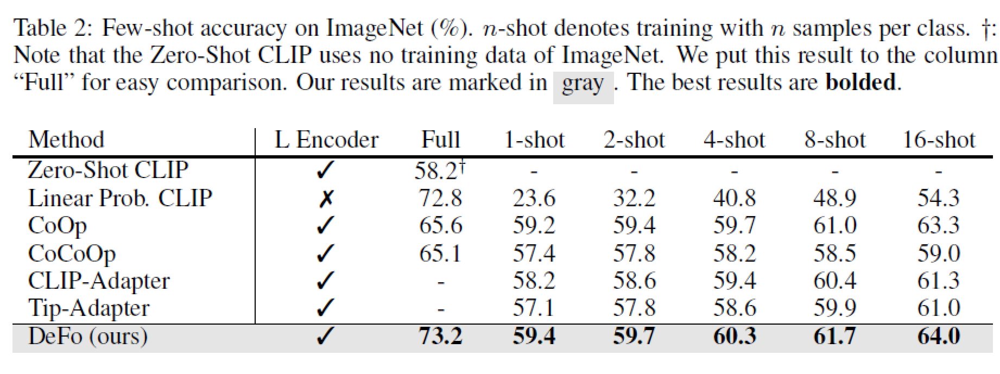 Table 2: Few-shot accuracy on ImageNet (%). n-shot denotes training with n samples per class. †:
Note that the Zero-Shot CLIP uses no training data of ImageNet. We put this result to the column
“Full” for easy comparison. Our results are marked in gray . The best results are bolded.
Method L Encoder Full 1-shot 2-shot 4-shot 8-shot 16-shot
Zero-Shot CLIP ✓ 58.2† - - - - -
Linear Prob. CLIP ✗ 72.8 23.6 32.2 40.8 48.9 54.3
CoOp ✓ 65.6 59.2 59.4 59.7 61.0 63.3
CoCoOp ✓ 65.1 57.4 57.8 58.2 58.5 59.0
CLIP-Adapter ✓ - 58.2 58.6 59.4 60.4 61.3
Tip-Adapter ✓ - 57.1 57.8 58.6 59.9 61.0
DeFo (ours) ✓ 73.2 59.4 59.7 60.3 61.7 64.0